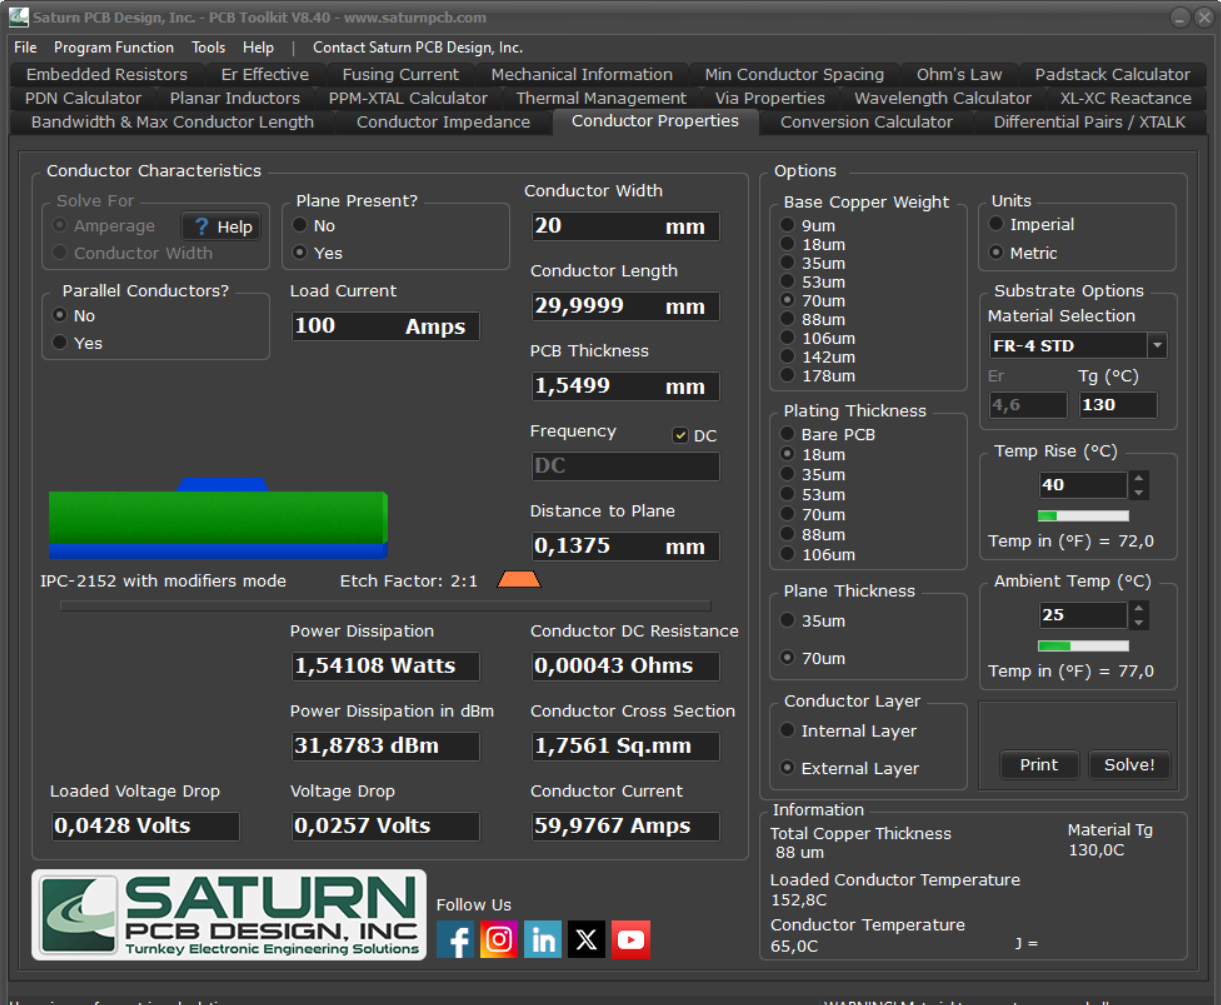 Saturn PCB Design, Inc. - PCB Toolkit V8.40 - www.saturnpcb.com
File Program Function Tools Help | Contact Saturn PCB Design, Inc.
Embedded Resistors Er Effective Fusing Current Mechanical Information Min Conductor Spacing Ohm's Law Padstack Calculator
PDN Calculator Planar Inductors PPM-XTAL Calculator Thermal Management Via Properties Wavelength Calculator XL-XC Reactance
Bandwidth & Max Conductor Length Conductor Impedance Conductor Properties Conversion Calculator Differential Pairs / XTALK
Conductor Characteristics
Solve For
Amperage
? Help
Conductor Width
Plane Present?
No
Yes
Parallel Conductors?
No
Yes
Load Current
100 Amps
Conductor Width
20 mm
Conductor Length
29,9999 mm
PCB Thickness
1,5499 mm
Frequency
DC
DC
Distance to Plane
0,1375 mm
IPC-2152 with modifiers mode
Etch Factor: 2:1
Power Dissipation
1,54108 Watts
Conductor DC Resistance
0,00043 Ohms
Power Dissipation in dBm
31,8783 dBm
Conductor Cross Section
1,7561 Sq.mm
Loaded Voltage Drop
0,0428 Volts
Voltage Drop
0,0257 Volts
Conductor Current
59,9767 Amps
Options
Base Copper Weight
9um
18um
35um
53um
70um
88um
106um
142um
178um
Plating Thickness
Bare PCB
18um
35um
53um
70um
88um
106um
Plane Thickness
35um
70um
Conductor Layer
Internal Layer
External Layer
Units
Imperial
Metric
Substrate Options
Material Selection
FR-4 STD
Er Tg (°C)
4,6 130
Temp Rise (°C)
40
Temp in (°F) = 72,0
Ambient Temp (°C)
25
Temp in (°F) = 77,0
Print Solve!
Information
Total Copper Thickness
88 um
Material Tg
130,0C
Loaded Conductor Temperature
152,8C
Conductor Temperature
65,0C
J =
SATURN
PCB DESIGN, INC
Turnkey Electronic Engineering Solutions
Follow Us